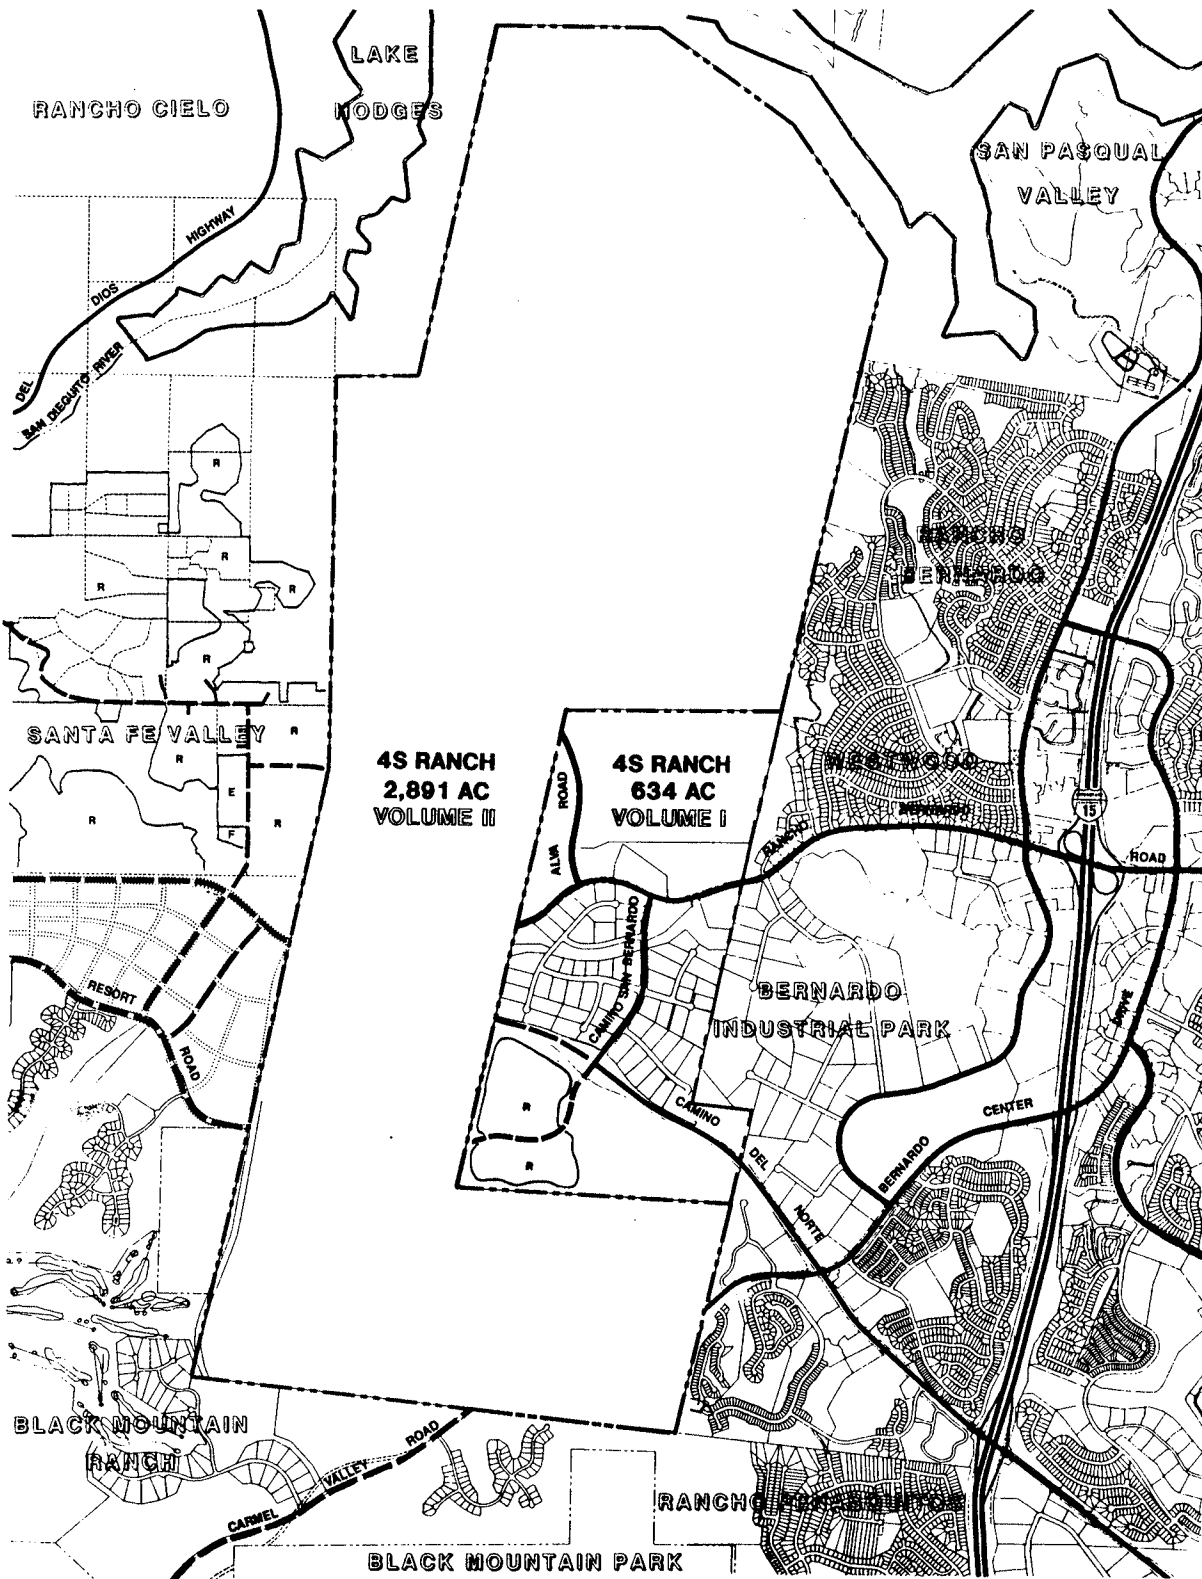 LAKE
HODGES
RANCHO CIELO
SAN PASQUAL
VALLEY
HIGHWAY
DIOS
DEL
SAN DIEGUITO RIVER
R
R
R
R
R
RANCHO
BERNARDO
SANTA FE VALLEY
R
R
E
F
R
R
4S RANCH
2,891 AC
VOLUME II
ALVA ROAD
4S RANCH
634 AC
VOLUME I
WESTWOOD
15
RANCHO
BERNARDO
ROAD
CAMINO SAN BERNARDO
RESORT
ROAD
BERNARDO
INDUSTRIAL PARK
DRIVE
CENTER
BERNARDO
R
R
CAMINO
DEL
NORTE
BLACK MOUNTAIN
RANCH
CARMEL
VALLEY
ROAD
RANCHO PENASQUITOS
BLACK MOUNTAIN PARK